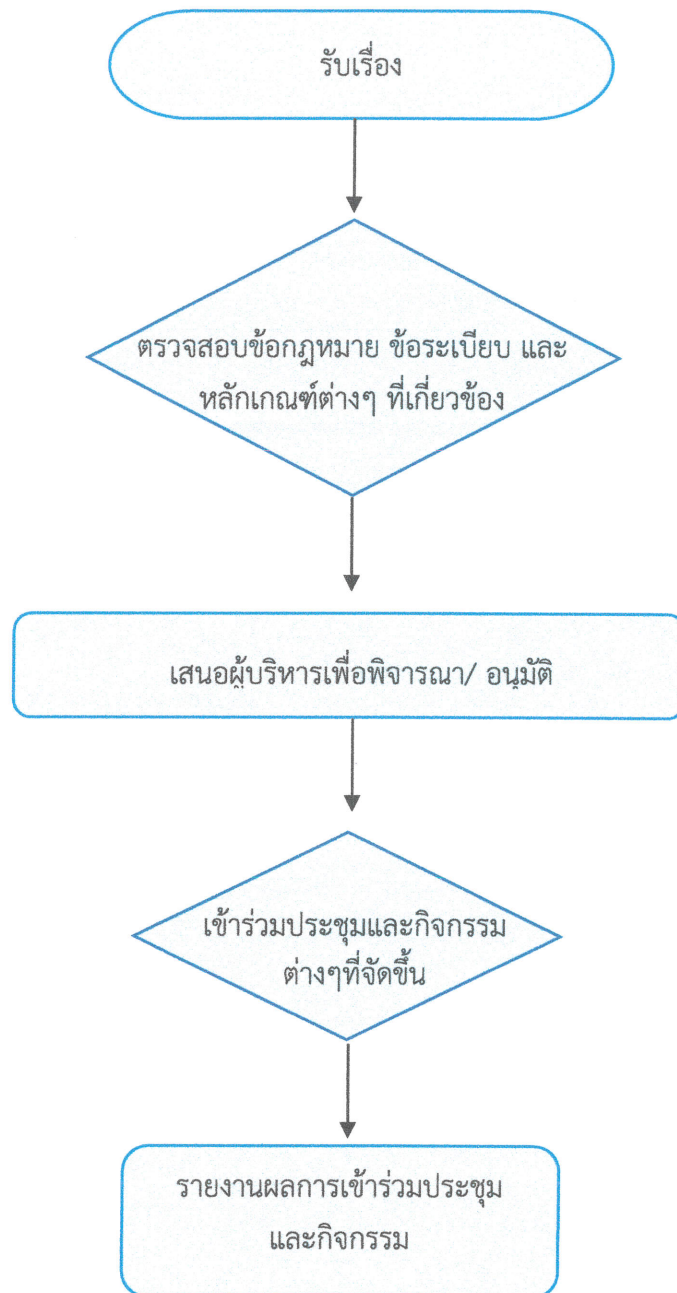 รับเรื่อง
ตรวจสอบข้อกฎหมาย ข้อระเบียบ และ
หลักเกณฑ์ต่างๆ ที่เกี่ยวข้อง
เสนอผู้บริหารเพื่อพิจารณา/ อนุมัติ
เข้าร่วมประชุมและกิจกรรม
ต่างๆที่จัดขึ้น
รายงานผลการเข้าร่วมประชุม
และกิจกรรม